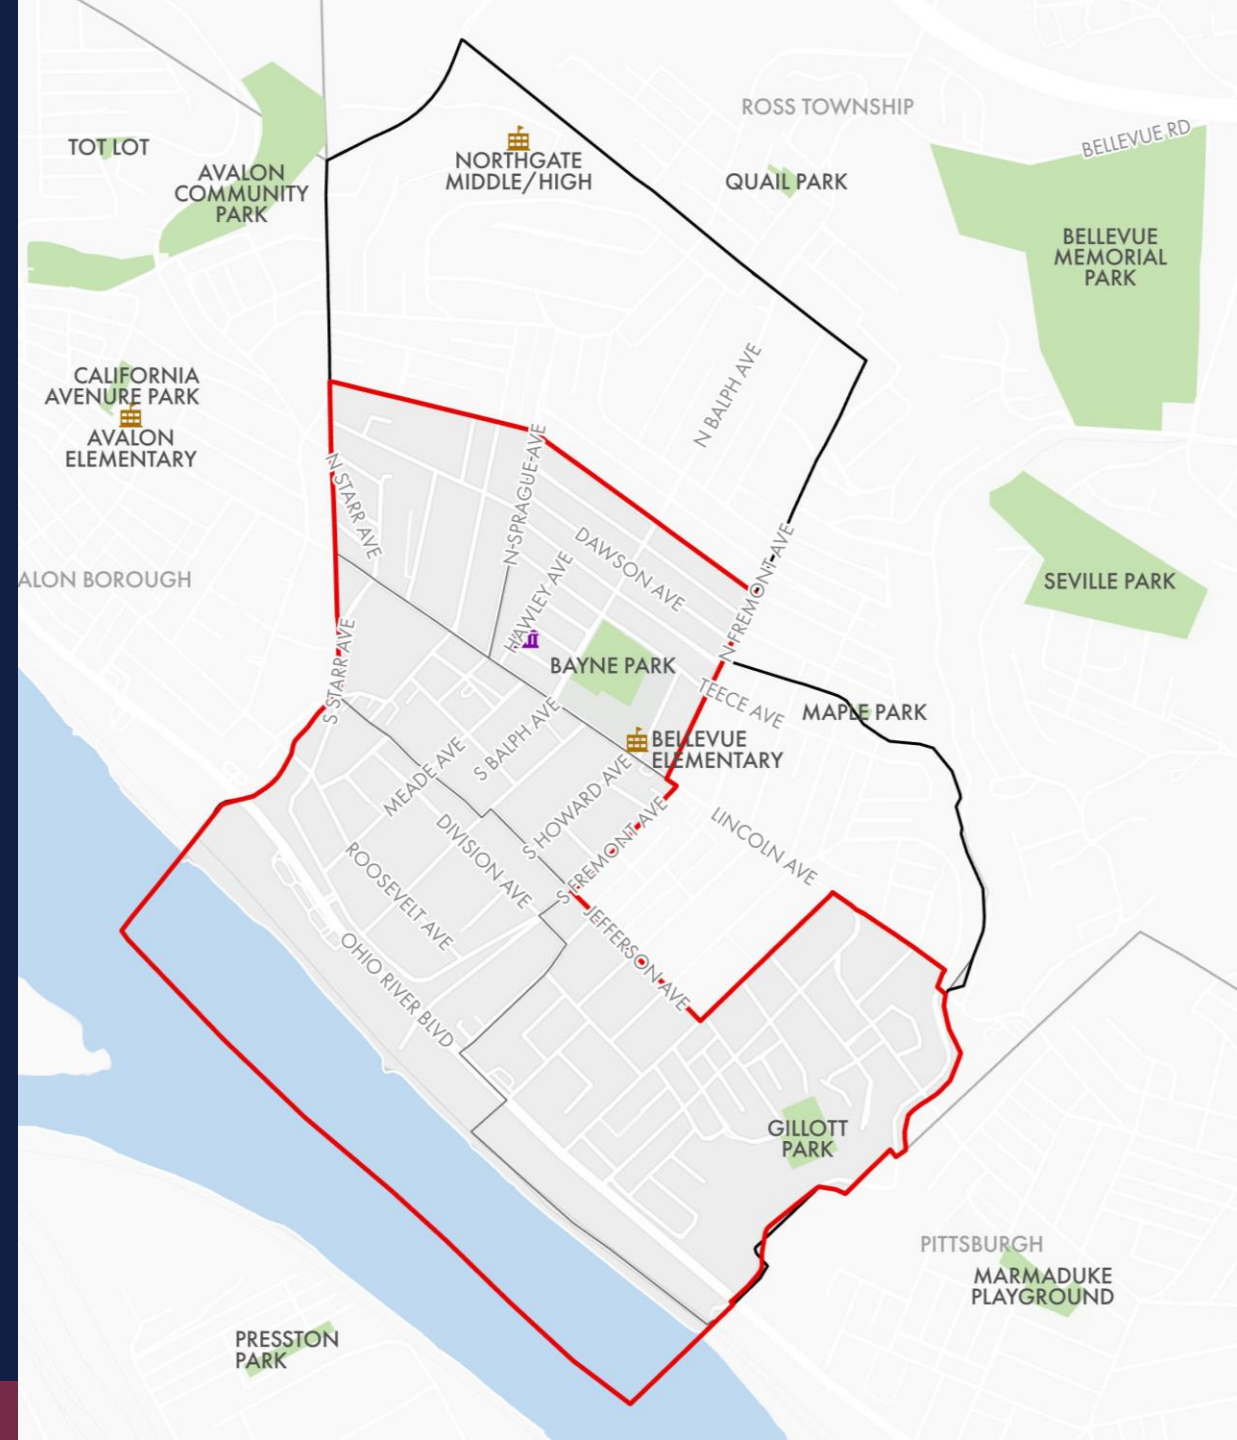 ROSS TOWNSHIP
BELLEVUE RD
TOT LOT
NORTHGATE
MIDDLE/HIGH
AVALON
COMMUNITY
PARK
QUAIL PARK
BELLEVUE
MEMORIAL
PARK
CALIFORNIA
AVENURE PARK
AVALON
ELEMENTARY
N BALPH AVE
N STARR AVE
N SPRAGUE AVE
HAWLEY AVE
DAWSON AVE
N FREMONT AVE
ALON BOROUGH
SEVILLE PARK
S STARR AVE
BAYNE PARK
TEECE AVE
MAPLE PARK
MEADE AVE
S BALPH AVE
BELLEVUE
ELEMENTARY
S HOWARD AVE
S FREMONT AVE
LINCOLN AVE
DIVISION AVE
ROOSEVELT AVE
JEFFERSON AVE
OHIO RIVER BLVD
GILLOTT
PARK
PITTSBURGH
MARMADUKE
PLAYGROUND
PRESSTON
PARK